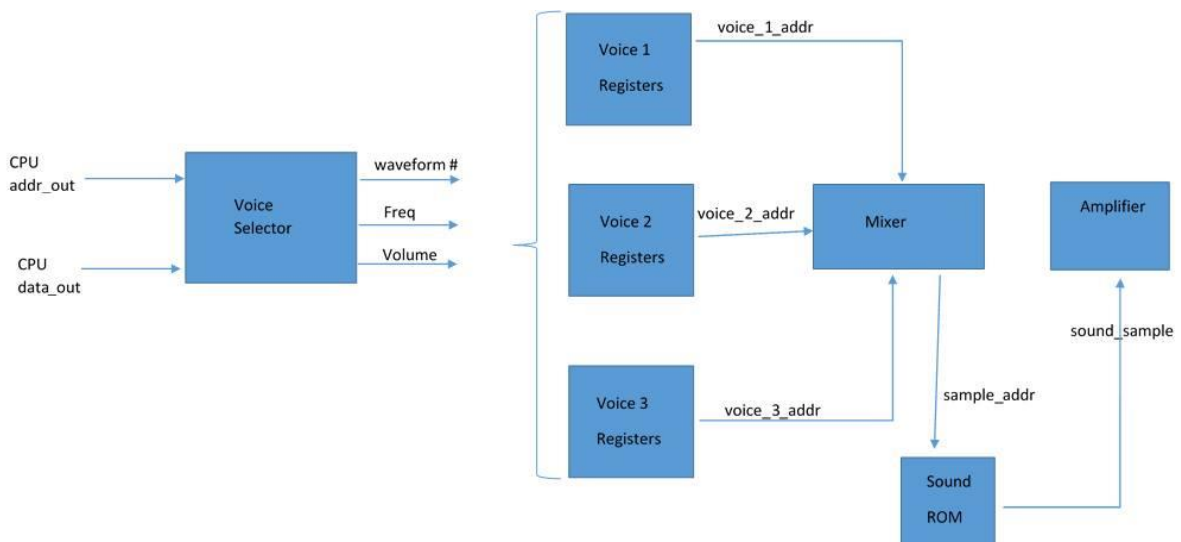 CPU
addr_out
CPU
data_out
Voice
Selector
waveform #
Freq
Volume
Voice 1
Registers
voice_1_addr
Voice 2
Registers
voice_2_addr
Voice 3
Registers
voice_3_addr
Mixer
sample_addr
Sound
ROM
sound_sample
Amplifier